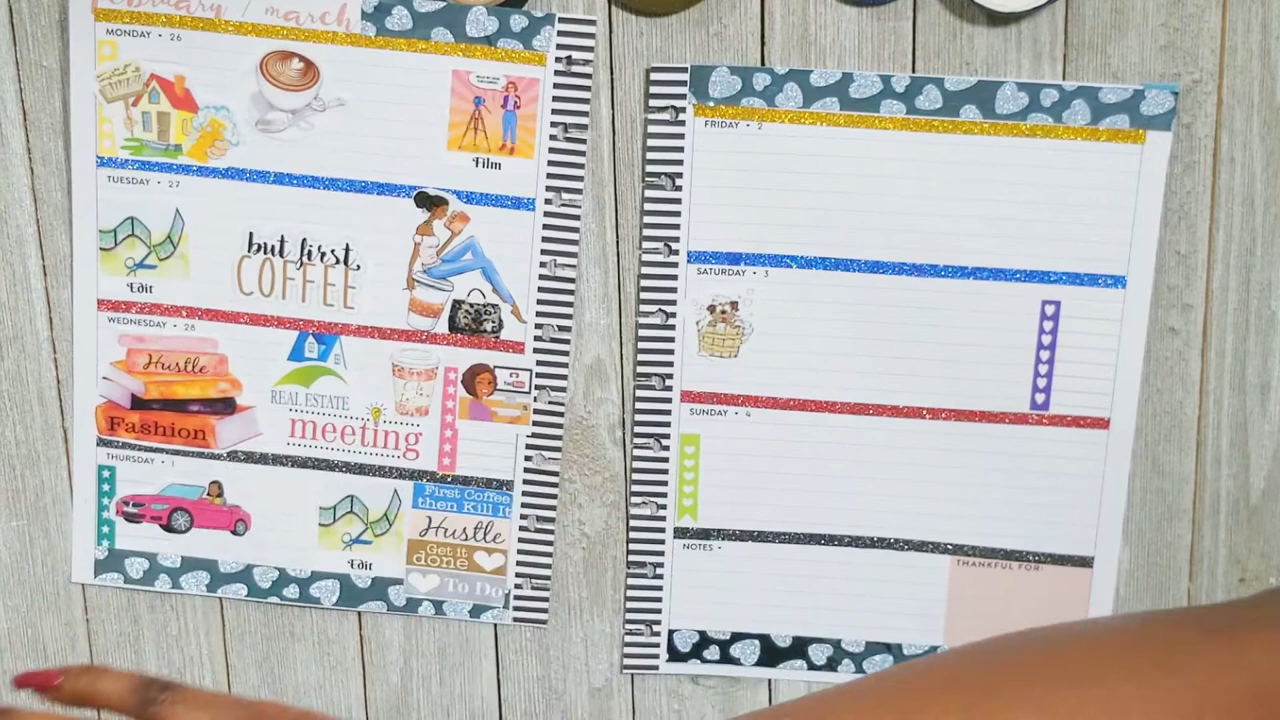 february / march
MONDAY • 26
Film
TUESDAY • 27
Edit
but first,
COFFEE
WEDNESDAY • 28
Hustle
Fashion
REAL ESTATE
meeting
YouTube
THURSDAY • 1
Edit
First Coffee
then Kill It
Hustle
Get it
done
To Do
FRIDAY • 2
SATURDAY • 3
SUNDAY • 4
NOTES •
THANKFUL FOR•